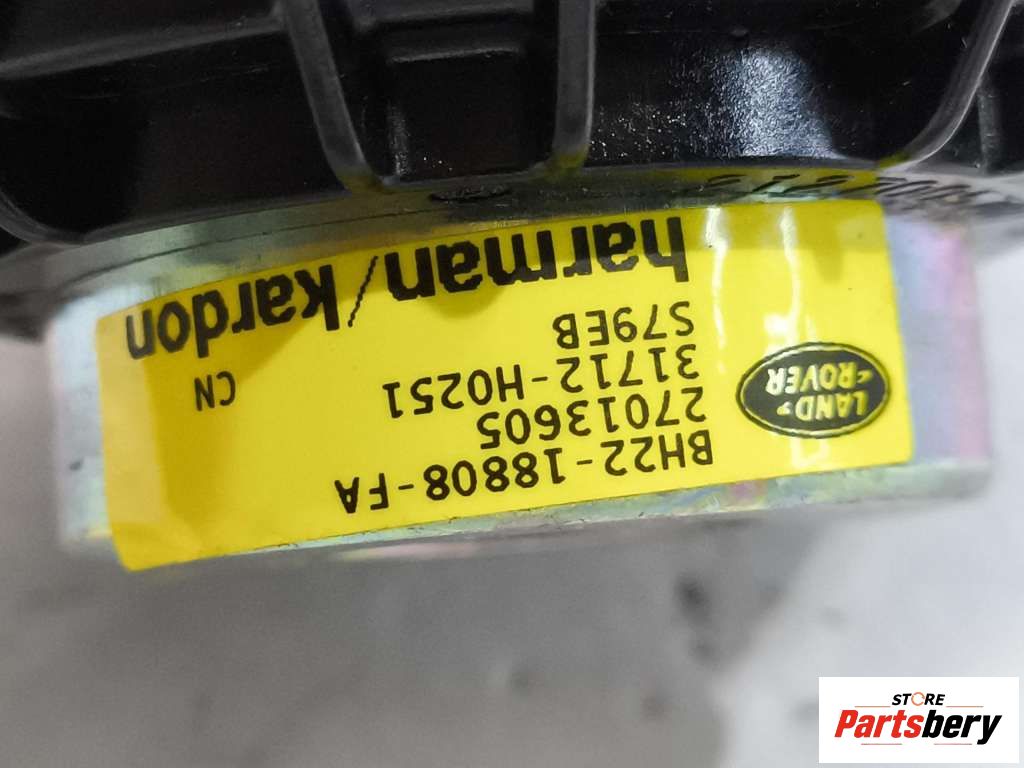 BH22-18808-FA
27013605
31712-H0251
S79EB
CN
LAND
ROVER
harman/kardon
STORE
Partsbery